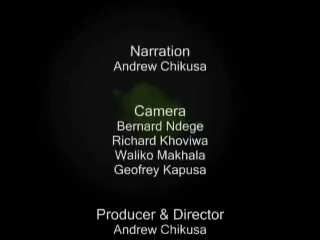 Narration
Andrew Chikusa
Camera
Bernard Ndege
Richard Khoviwa
Waliko Makhala
Geofrey Kapusa
Producer & Director
Andrew Chikusa